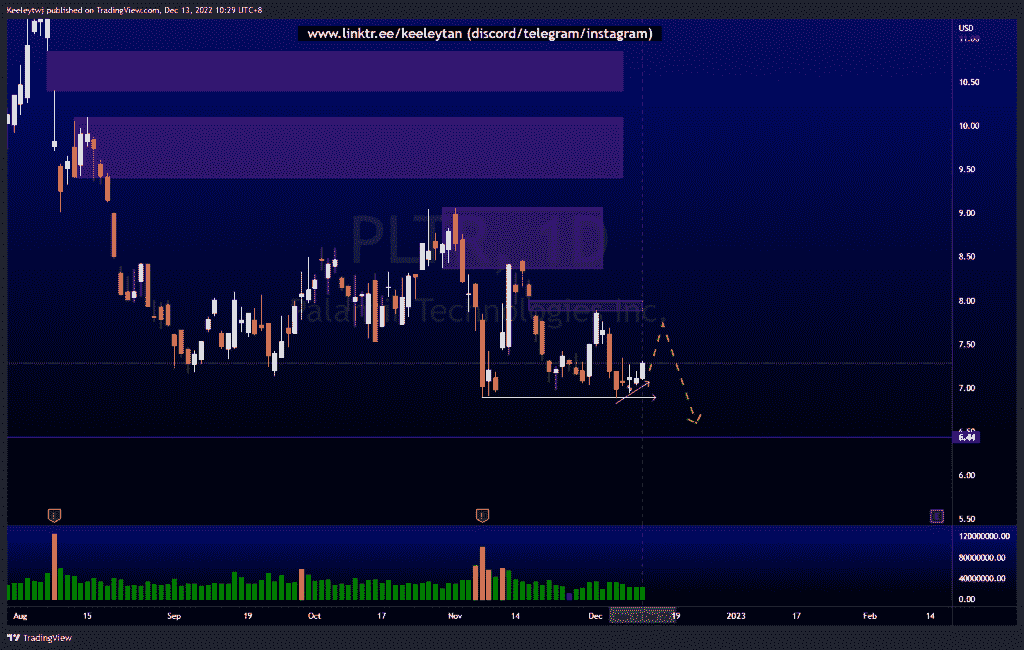 Keeleytwj published on TradingView.com, Dec 13, 2022 10:29 UTC+8
www.linktr.ee/keeleytan (discord/telegram/instagram)
USD
11.00
10.50
10.00
9.50
9.00
8.50
8.00
7.50
7.00
6.50
6.44
6.00
5.50
120000000.00
80000000.00
40000000.00
0.00
Technologies Inc.
Aug 15 Sep 19 Oct 17 Nov 14 Dec 19 2023 17 Feb 14
TradingView